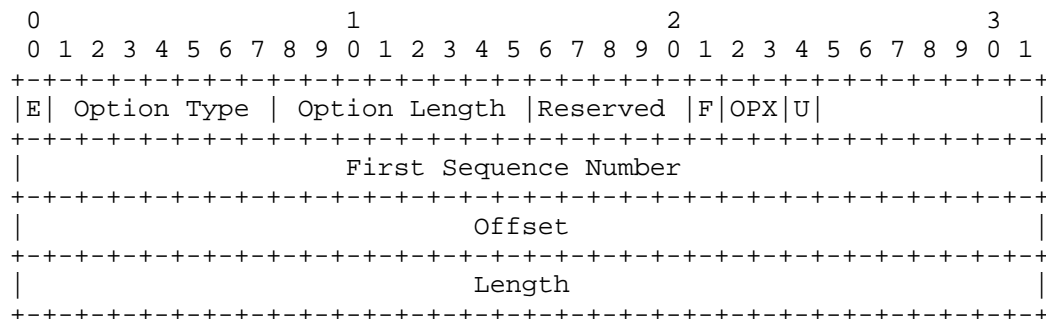 0                   1                   2                   3
 0 1 2 3 4 5 6 7 8 9 0 1 2 3 4 5 6 7 8 9 0 1 2 3 4 5 6 7 8 9 0 1
+-+-+-+-+-+-+-+-+-+-+-+-+-+-+-+-+-+-+-+-+-+-+-+-+-+-+-+-+-+-+-+-+
|E| Option Type | Option Length |Reserved |F|OPX|U|             |
+-+-+-+-+-+-+-+-+-+-+-+-+-+-+-+-+-+-+-+-+-+-+-+-+-+-+-+-+-+-+-+-+
|                    First Sequence Number                      |
+-+-+-+-+-+-+-+-+-+-+-+-+-+-+-+-+-+-+-+-+-+-+-+-+-+-+-+-+-+-+-+-+
|                            Offset                             |
+-+-+-+-+-+-+-+-+-+-+-+-+-+-+-+-+-+-+-+-+-+-+-+-+-+-+-+-+-+-+-+-+
|                            Length                             |
+-+-+-+-+-+-+-+-+-+-+-+-+-+-+-+-+-+-+-+-+-+-+-+-+-+-+-+-+-+-+-+-+